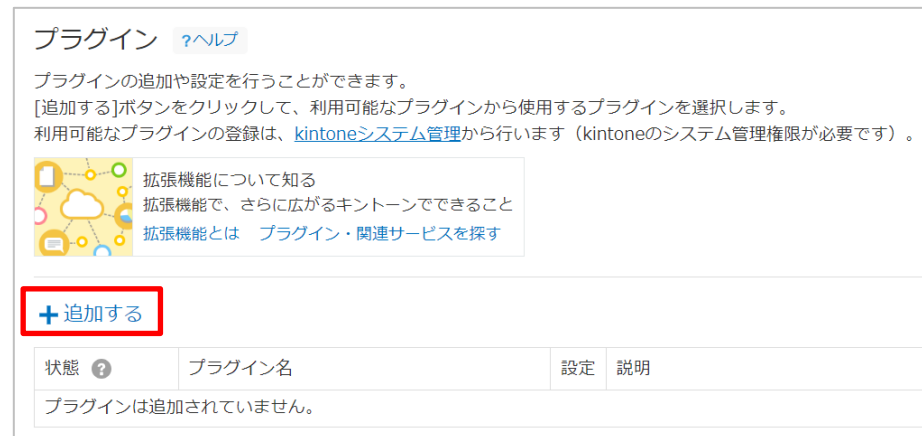 プラグイン ?ヘルプ
プラグインの追加や設定を行うことができます。
[追加する]ボタンをクリックして、利用可能なプラグインから使用するプラグインを選択します。
利用可能なプラグインの登録は、kintoneシステム管理から行います（kintoneのシステム管理権限が必要です）。
拡張機能について知る
拡張機能で、さらに広がるキントーンでできること
拡張機能とは プラグイン・関連サービスを探す
+追加する
状態 ? プラグイン名 設定 説明
プラグインは追加されていません。